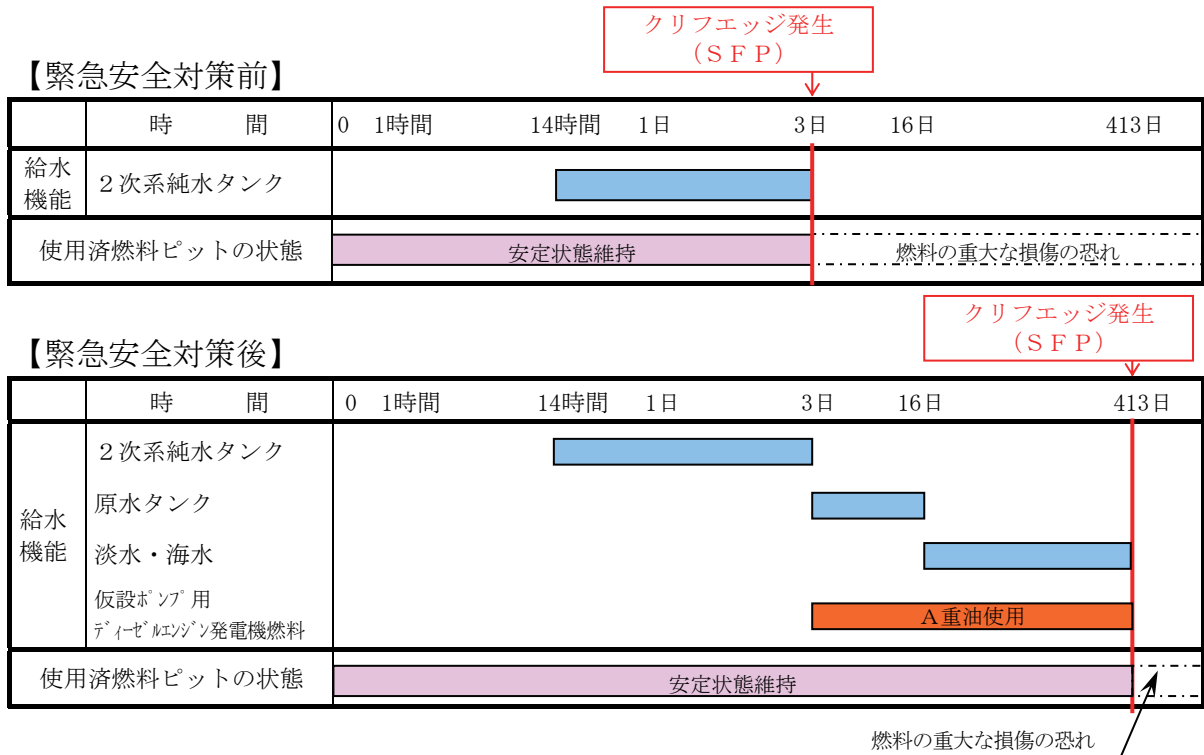 クリフエッジ発生
(SFP)
【緊急安全対策前】
時 間 0 1時間 14時間 1日 3日 16日 413日
給水
機能
2次系純水タンク
使用済燃料ピットの状態 安定状態維持 燃料の重大な損傷の恐れ
クリフエッジ発生
(SFP)
【緊急安全対策後】
時 間 0 1時間 14時間 1日 3日 16日 413日
給水
機能
2次系純水タンク
原水タンク
淡水・海水
仮設ポンプ用
ディーゼルエンジン発電機燃料
A重油使用
使用済燃料ピットの状態 安定状態維持
燃料の重大な損傷の恐れ